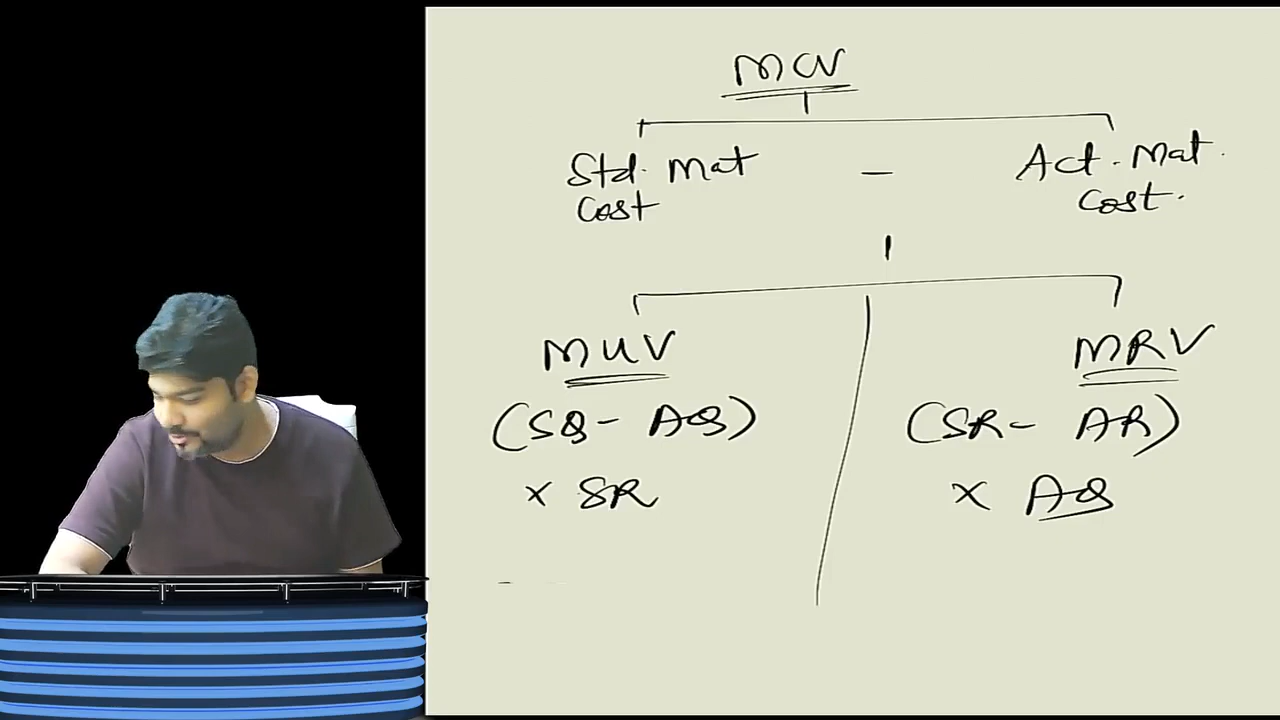 MCV
Std. Mat - Act. Mat.
Cost Cost.
MUV MRV
(SQ - AQ) (SR - AR)
x SR x AQ